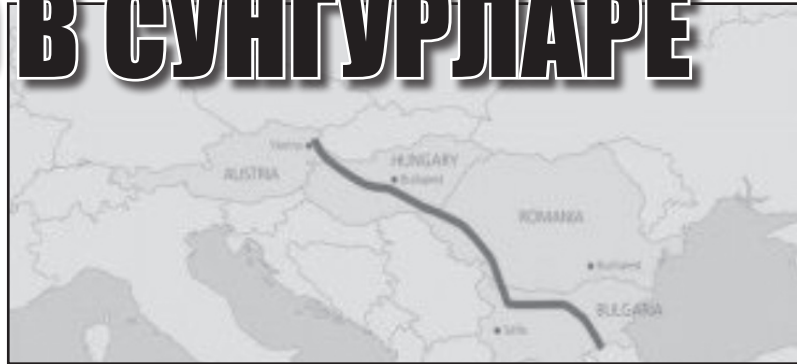 В СУНГУРЛАРЕ
Vienna
AUSTRIA
HUNGARY
Budapest
ROMANIA
Bucharest
BULGARIA
Sofia